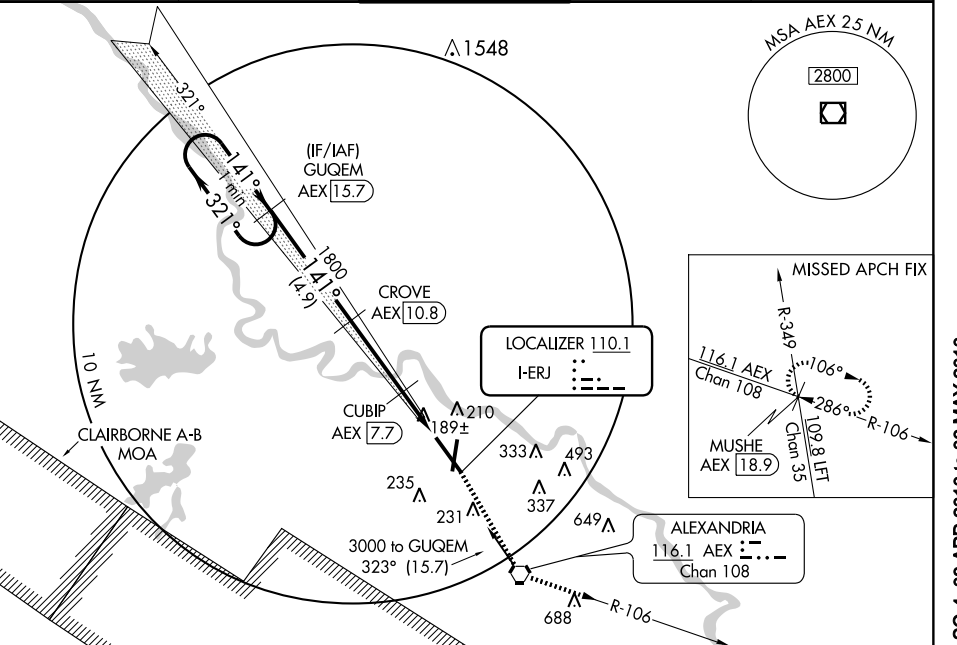 1548
MSA AEX 25 NM
2800
321°
141°
1 min
321°
(IF/IAF)
GUQEM
AEX 15.7
1800
141°
(4.9)
CROVE
AEX 10.8
10 NM
CLAIRBORNE A-B
MOA
LOCALIZER 110.1
I-ERJ
CUBIP
AEX 7.7
210
189±
333
493
337
235
231
649
3000 to GUQEM
323° (15.7)
ALEXANDRIA
116.1 AEX
Chan 108
688
R-106
MISSED APCH FIX
R-349
116.1 AEX
Chan 108
106°
286°
R-106
MUSHE
AEX 18.9
109.8 LFT
Chan 35